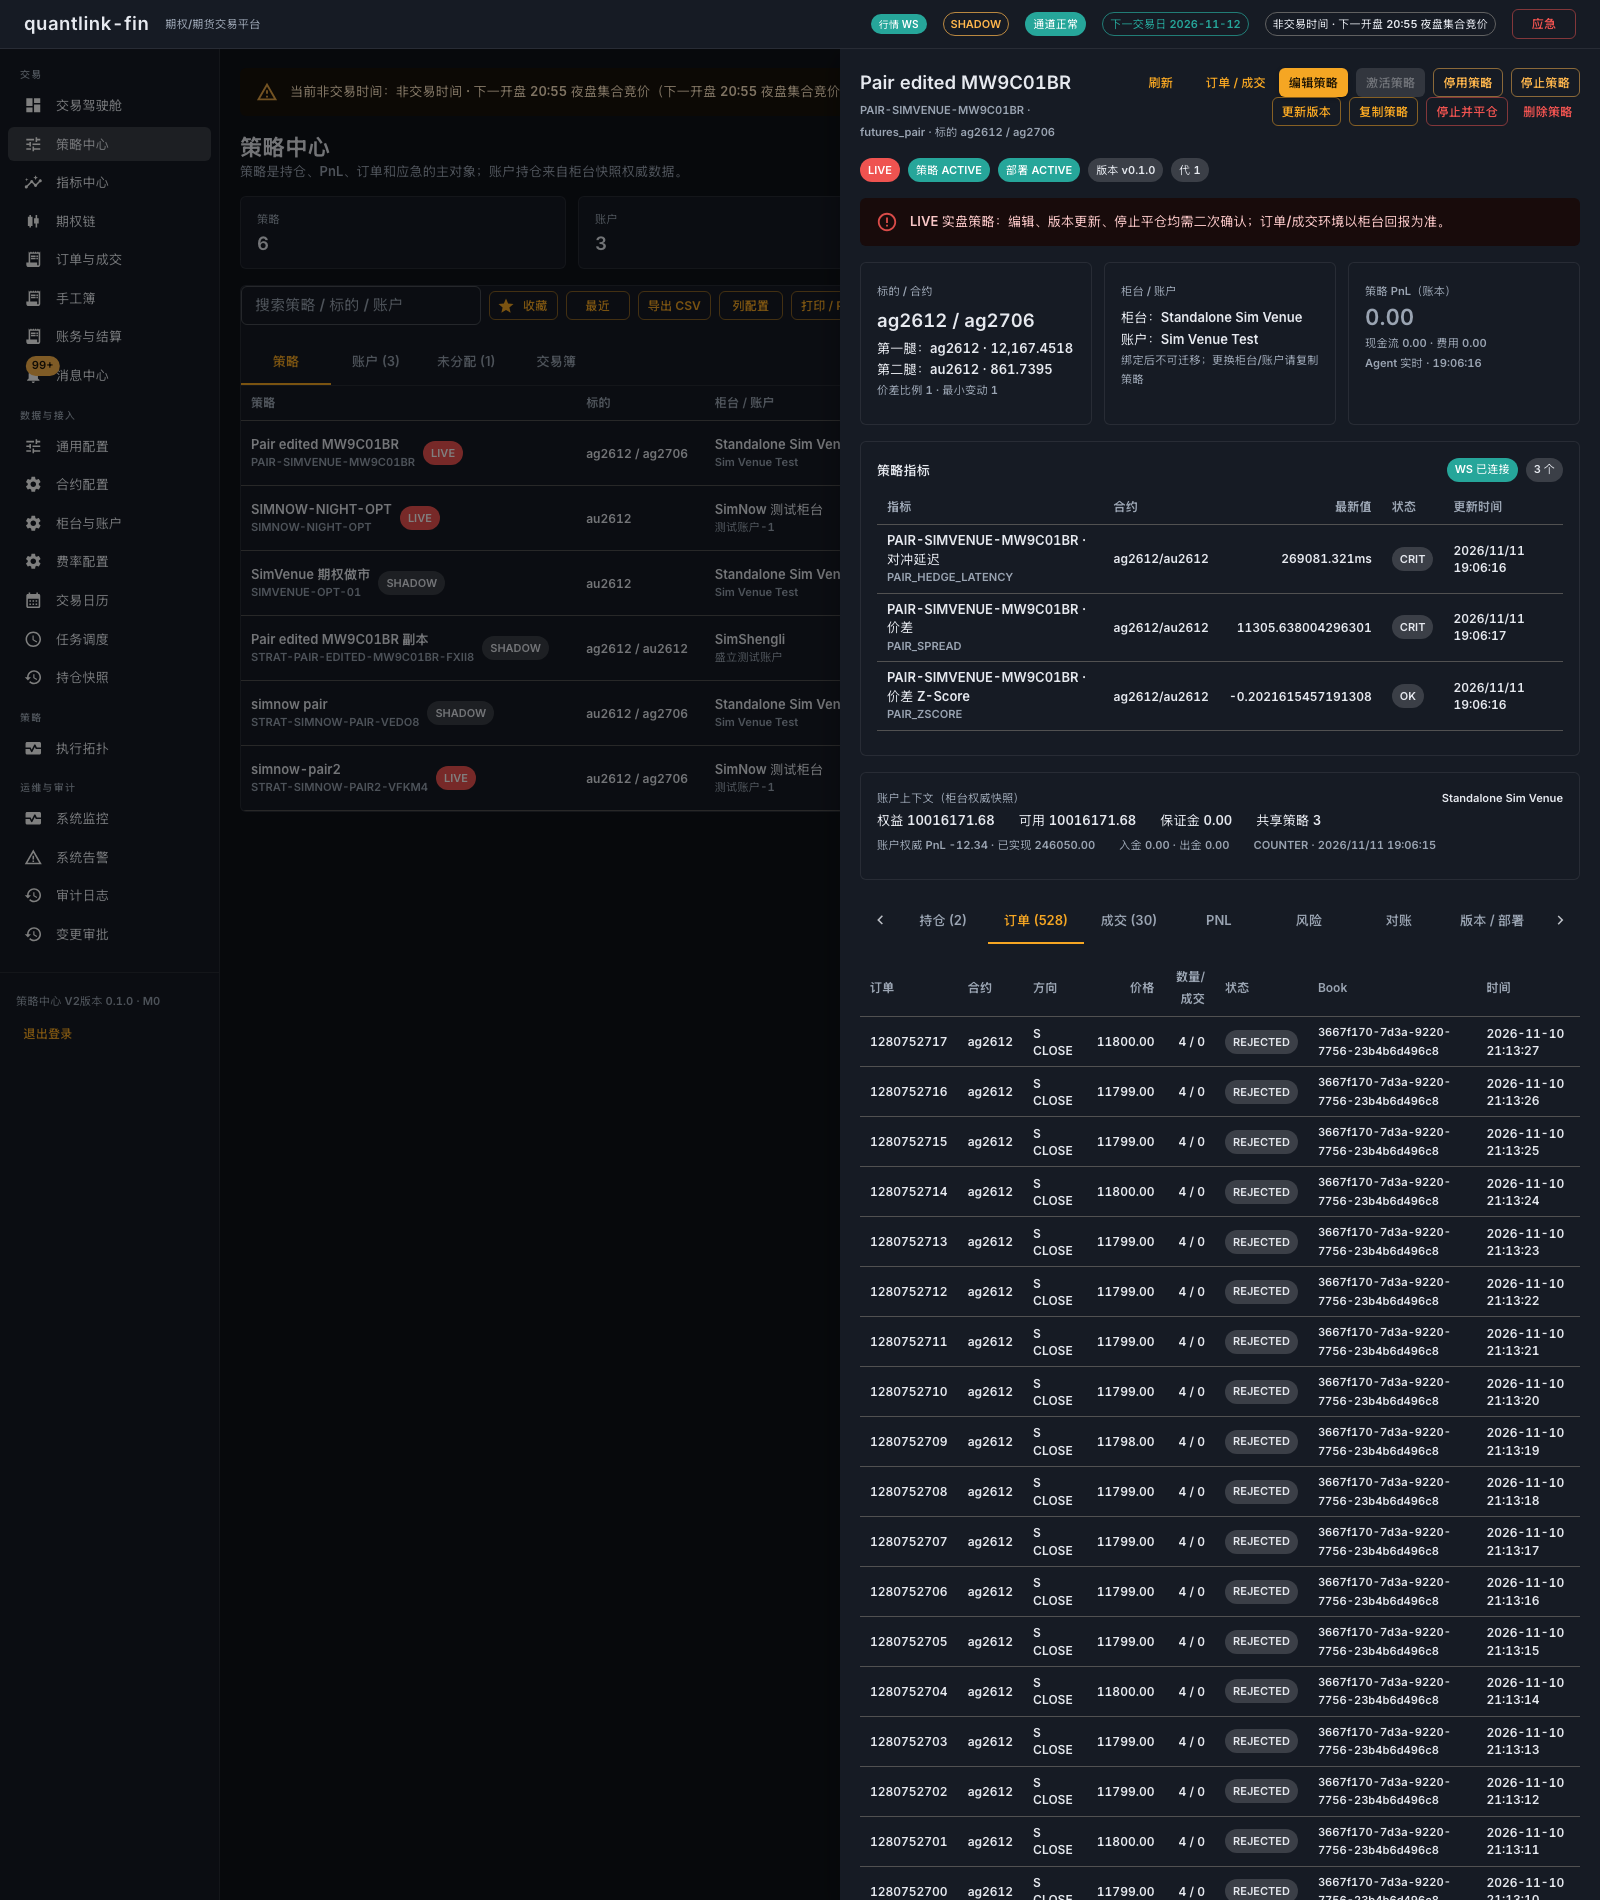 quantlink-fin 期权/期货交易平台
行情 WS SHADOW 通道正常 下一交易日 2026-11-12 非交易时间 · 下一开盘 20:55 夜盘集合竞价 应急
交易
交易驾驶舱
策略中心
指标中心
期权链
订单与成交
手工簿
账务与结算
99+
消息中心
数据与接入
通用配置
合约配置
柜台与账户
费率配置
交易日历
任务调度
持仓快照
策略
执行拓扑
运维与审计
系统监控
系统告警
审计日志
变更审批
策略中心 V2版本 0.1.0 · M0
退出登录
当前非交易时间：非交易时间 · 下一开盘 20:55 夜盘集合竞价（下一开盘 20:55 夜盘集合竞价
策略中心
策略是持仓、PnL、订单和应急的主对象；账户持仓来自柜台快照权威数据。
策略
6
账户
3
搜索策略 / 标的 / 账户 收藏 最近 导出 CSV 列配置 打印 /
策略 账户 (3) 未分配 (1) 交易簿
策略 标的 柜台 / 账户
Pair edited MW9C01BR LIVE ag2612 / ag2706 Standalone Sim Ven
PAIR-SIMVENUE-MW9C01BR Sim Venue Test
SIMNOW-NIGHT-OPT LIVE au2612 SimNow 测试柜台
SIMNOW-NIGHT-OPT 测试账户-1
SimVenue 期权做市 SHADOW au2612 Standalone Sim Ven
SIMVENUE-OPT-01 Sim Venue Test
Pair edited MW9C01BR 副本 SHADOW ag2612 / au2612 SimShengli
STRAT-PAIR-EDITED-MW9C01BR-FXII8 盛立测试账户
simnow pair SHADOW au2612 / ag2706 Standalone Sim Ven
STRAT-SIMNOW-PAIR-VEDO8 Sim Venue Test
simnow-pair2 LIVE au2612 / ag2706 SimNow 测试柜台
STRAT-SIMNOW-PAIR2-VFKM4 测试账户-1
Pair edited MW9C01BR
PAIR-SIMVENUE-MW9C01BR ·
futures_pair · 标的 ag2612 / ag2706
刷新 订单 / 成交 编辑策略 激活策略 停用策略 停止策略
更新版本 复制策略 停止并平仓 删除策略
LIVE 策略 ACTIVE 部署 ACTIVE 版本 v0.1.0 代 1
LIVE 实盘策略：编辑、版本更新、停止平仓均需二次确认；订单/成交环境以柜台回报为准。
标的 / 合约
ag2612 / ag2706
第一腿：ag2612 · 12,167.4518
第二腿：au2612 · 861.7395
价差比例 1 · 最小变动 1
柜台 / 账户
柜台：Standalone Sim Venue
账户：Sim Venue Test
绑定后不可迁移；更换柜台/账户请复制
策略
策略 PnL（账本）
0.00
现金流 0.00 · 费用 0.00
Agent 实时 · 19:06:16
策略指标 WS 已连接 3 个
指标 合约 最新值 状态 更新时间
PAIR-SIMVENUE-MW9C01BR ·
对冲延迟
PAIR_HEDGE_LATENCY
ag2612/au2612 269081.321ms CRIT 2026/11/11
19:06:16
PAIR-SIMVENUE-MW9C01BR ·
价差
PAIR_SPREAD
ag2612/au2612 11305.638004296301 CRIT 2026/11/11
19:06:17
PAIR-SIMVENUE-MW9C01BR ·
价差 Z-Score
PAIR_ZSCORE
ag2612/au2612 -0.2021615457191308 OK 2026/11/11
19:06:16
账户上下文（柜台权威快照） Standalone Sim Venue
权益 10016171.68 可用 10016171.68 保证金 0.00 共享策略 3
账户权威 PnL -12.34 · 已实现 246050.00 入金 0.00 · 出金 0.00 COUNTER · 2026/11/11 19:06:15
持仓 (2) 订单 (528) 成交 (30) PNL 风险 对账 版本 / 部署
订单 合约 方向 价格 数量/ 状态 Book 时间
成交
1280752717 ag2612 S 11800.00 4 / 0 REJECTED 3667f170-7d3a-9220- 2026-11-10
CLOSE 7756-23b4b6d496c8 21:13:27
1280752716 ag2612 S 11799.00 4 / 0 REJECTED 3667f170-7d3a-9220- 2026-11-10
CLOSE 7756-23b4b6d496c8 21:13:26
1280752715 ag2612 S 11799.00 4 / 0 REJECTED 3667f170-7d3a-9220- 2026-11-10
CLOSE 7756-23b4b6d496c8 21:13:25
1280752714 ag2612 S 11800.00 4 / 0 REJECTED 3667f170-7d3a-9220- 2026-11-10
CLOSE 7756-23b4b6d496c8 21:13:24
1280752713 ag2612 S 11799.00 4 / 0 REJECTED 3667f170-7d3a-9220- 2026-11-10
CLOSE 7756-23b4b6d496c8 21:13:23
1280752712 ag2612 S 11799.00 4 / 0 REJECTED 3667f170-7d3a-9220- 2026-11-10
CLOSE 7756-23b4b6d496c8 21:13:22
1280752711 ag2612 S 11799.00 4 / 0 REJECTED 3667f170-7d3a-9220- 2026-11-10
CLOSE 7756-23b4b6d496c8 21:13:21
1280752710 ag2612 S 11799.00 4 / 0 REJECTED 3667f170-7d3a-9220- 2026-11-10
CLOSE 7756-23b4b6d496c8 21:13:20
1280752709 ag2612 S 11798.00 4 / 0 REJECTED 3667f170-7d3a-9220- 2026-11-10
CLOSE 7756-23b4b6d496c8 21:13:19
1280752708 ag2612 S 11799.00 4 / 0 REJECTED 3667f170-7d3a-9220- 2026-11-10
CLOSE 7756-23b4b6d496c8 21:13:18
1280752707 ag2612 S 11799.00 4 / 0 REJECTED 3667f170-7d3a-9220- 2026-11-10
CLOSE 7756-23b4b6d496c8 21:13:17
1280752706 ag2612 S 11799.00 4 / 0 REJECTED 3667f170-7d3a-9220- 2026-11-10
CLOSE 7756-23b4b6d496c8 21:13:16
1280752705 ag2612 S 11799.00 4 / 0 REJECTED 3667f170-7d3a-9220- 2026-11-10
CLOSE 7756-23b4b6d496c8 21:13:15
1280752704 ag2612 S 11800.00 4 / 0 REJECTED 3667f170-7d3a-9220- 2026-11-10
CLOSE 7756-23b4b6d496c8 21:13:14
1280752703 ag2612 S 11799.00 4 / 0 REJECTED 3667f170-7d3a-9220- 2026-11-10
CLOSE 7756-23b4b6d496c8 21:13:13
1280752702 ag2612 S 11799.00 4 / 0 REJECTED 3667f170-7d3a-9220- 2026-11-10
CLOSE 7756-23b4b6d496c8 21:13:12
1280752701 ag2612 S 11800.00 4 / 0 REJECTED 3667f170-7d3a-9220- 2026-11-10
CLOSE 7756-23b4b6d496c8 21:13:11
1280752700 ag2612 S 11799.00 4 / 0 REJECTED 3667f170-7d3a-9220- 2026-11-10
CLOSE 7756-23b4b6d496c8 21:13:10